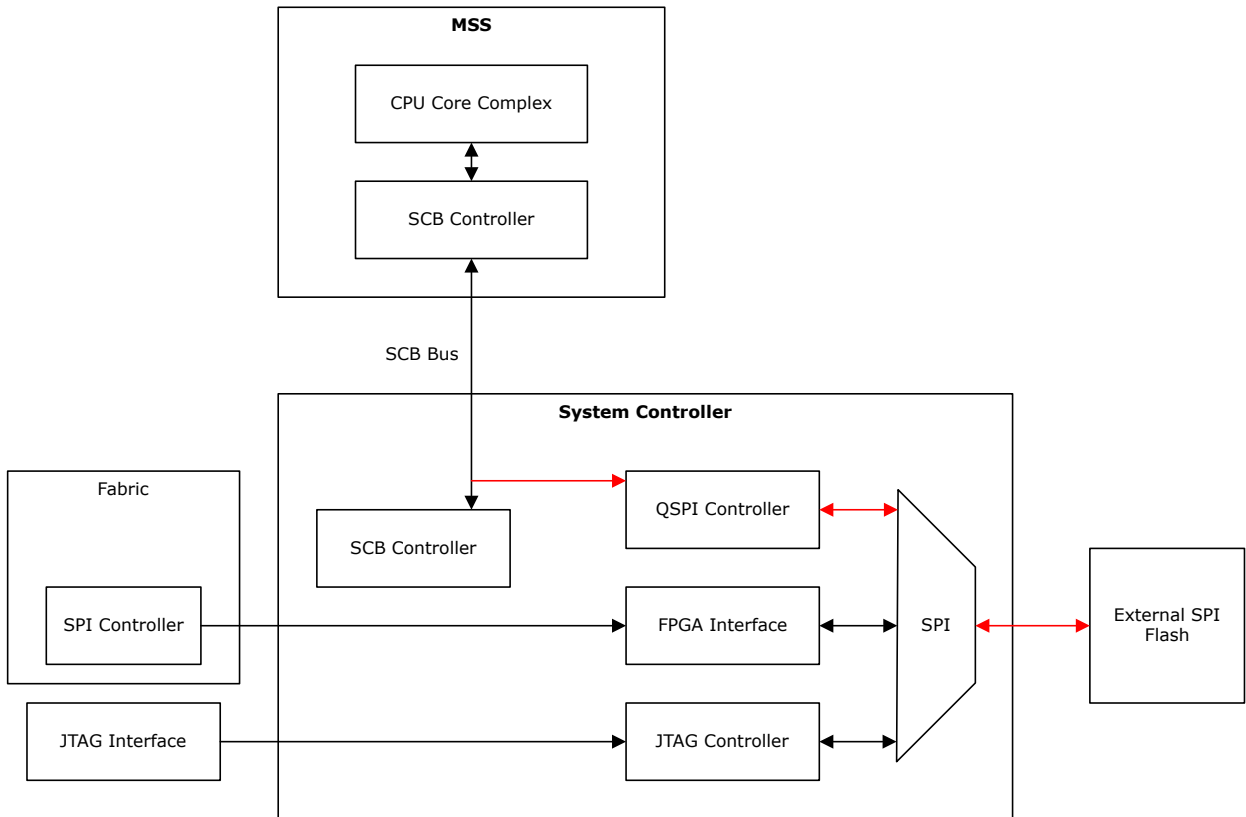 MSS
CPU Core Complex
SCB Controller
SCB Bus
System Controller
Fabric
QSPI Controller
SCB Controller
SPI Controller
FPGA Interface
SPI
External SPI
Flash
JTAG Interface
JTAG Controller